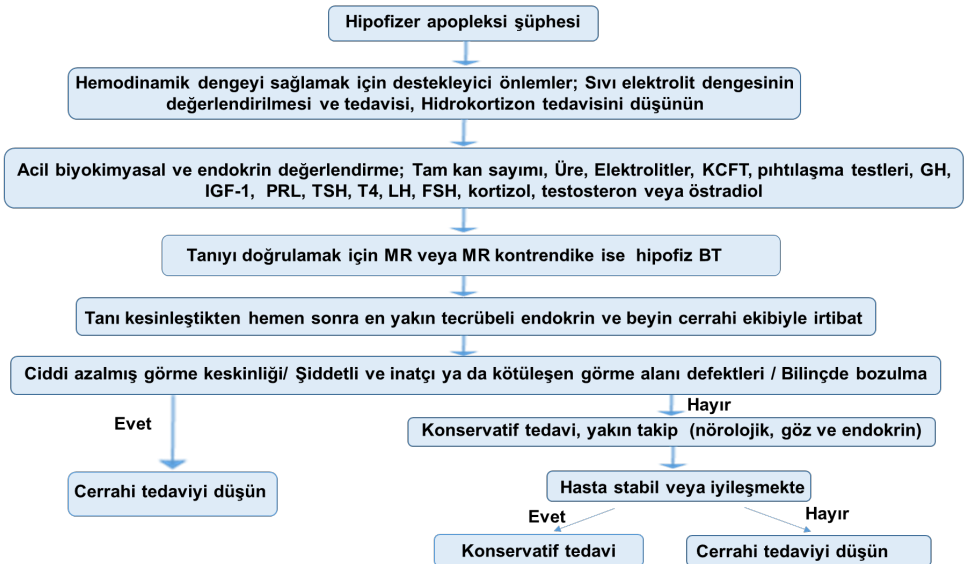 Hipofizer apopleksi şüphesi
Hemodinamik dengeyi sağlamak için destekleyici önlemler; Sıvı elektrolit dengesinin
değerlendirilmesi ve tedavisi, Hidrokortizon tedavisini düşünün
Acil biyokimyasal ve endokrin değerlendirme; Tam kan sayımı, Üre, Elektrolitler, KCFT, pıhtılaşma testleri, GH,
IGF-1, PRL, TSH, T4, LH, FSH, kortizol, testosteron veya östradiol
Tanıyı doğrulamak için MR veya MR kontrendike ise hipofiz BT
Tanı kesinleştikten hemen sonra en yakın tecrübeli endokrin ve beyin cerrahi ekibiyle irtibat
Ciddi azalmış görme keskinliği/ Şiddetli ve inatçı ya da kötüleşen görme alanı defektleri / Bilinçde bozulma
Evet
Hayır
Konservatif tedavi, yakın takip (nörolojik, göz ve endokrin)
Cerrahi tedaviyi düşün
Hasta stabil veya iyileşmekte
Evet
Hayır
Konservatif tedavi
Cerrahi tedaviyi düşün